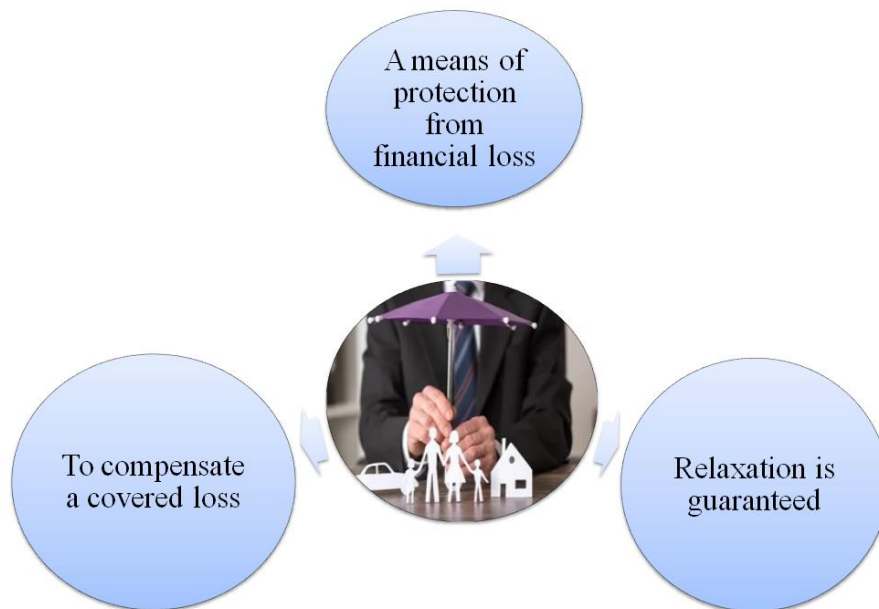 A means of
protection
from
financial loss
To compensate
a covered loss
Relaxation is
guaranteed